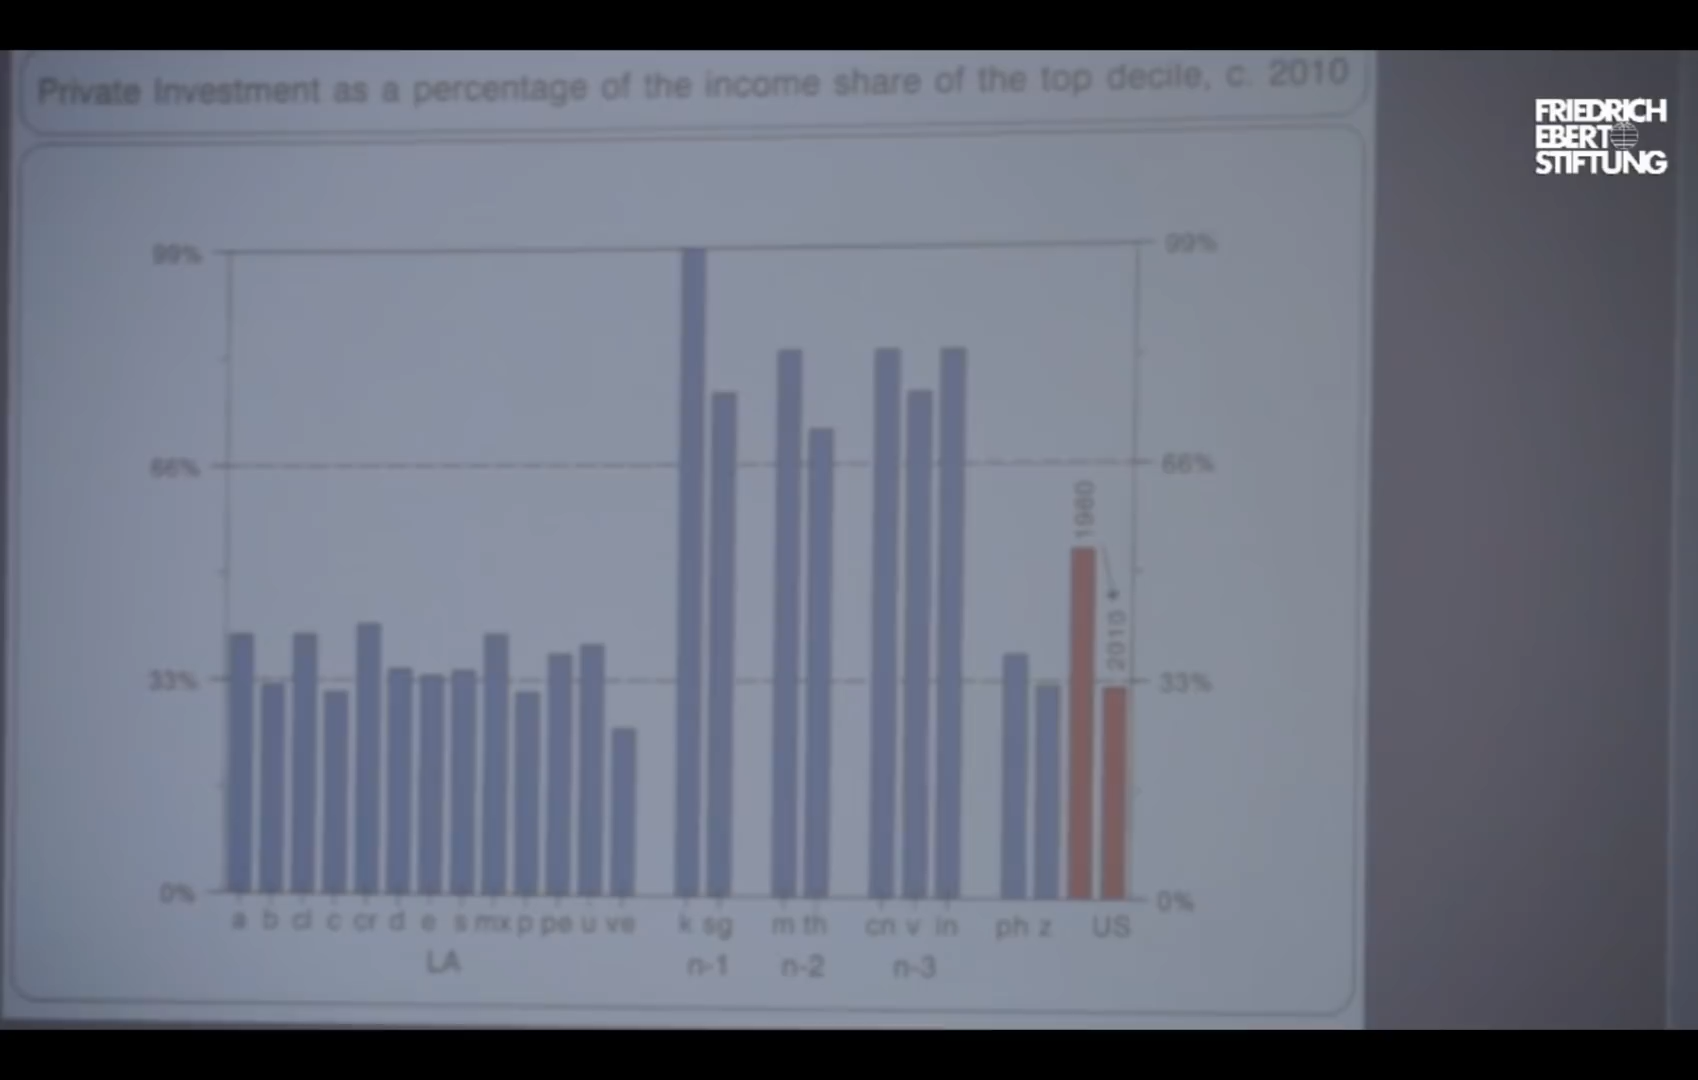 Private Investment as a percentage of the income share of the top decile, c. 2010
FRIEDRICH
EBERT
STIFTUNG
99% 99%
66% 66%
1980
2010
33% 33%
0% 0%
a b cl c cr d e s mx p pe u ve k sg m th cn v in ph z US
LA n-1 n-2 n-3